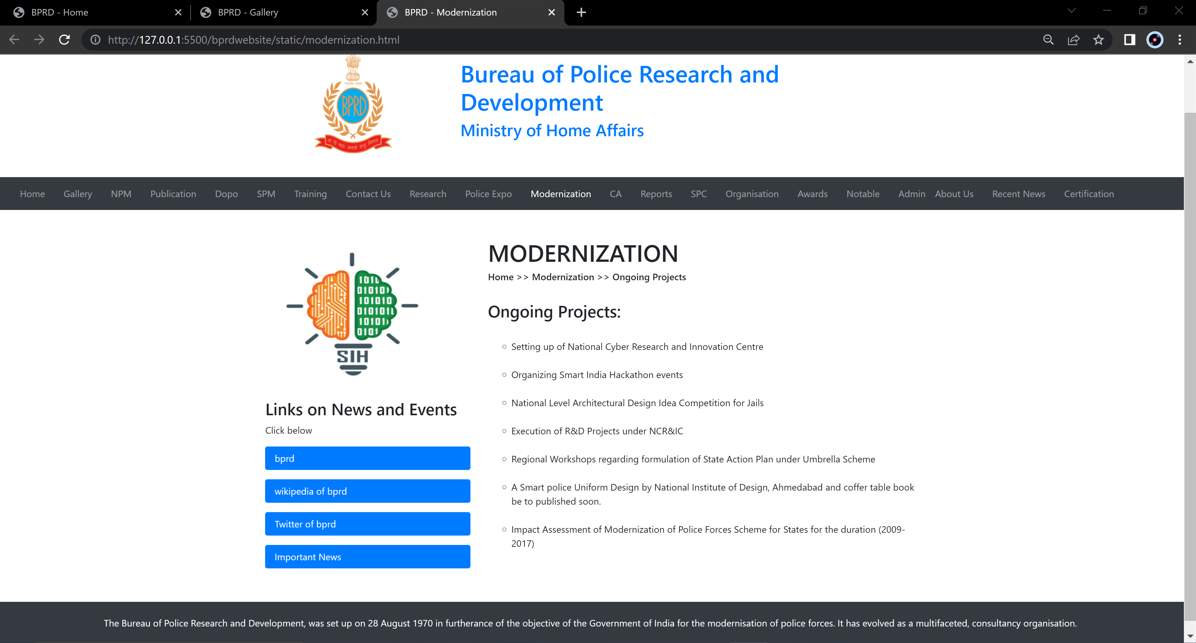 BPRD - Home
BPRD - Gallery
BPRD - Modernization
http://127.0.0.1:5500/bprdwebsite/static/modernization.html
BPRD
Bureau of Police Research and
Development
Ministry of Home Affairs
Home Gallery NPM Publication Dopo SPM Training Contact Us Research Police Expo Modernization CA Reports SPC Organisation Awards Notable Admin About Us Recent News Certification
SIH
Links on News and Events
Click below
bprd
wikipedia of bprd
Twitter of bprd
Important News
MODERNIZATION
Home >> Modernization >> Ongoing Projects
Ongoing Projects:
Setting up of National Cyber Research and Innovation Centre
Organizing Smart India Hackathon events
National Level Architectural Design Idea Competition for Jails
Execution of R&D Projects under NCR&IC
Regional Workshops regarding formulation of State Action Plan under Umbrella Scheme
A Smart police Uniform Design by National Institute of Design, Ahmedabad and coffer table book
be to published soon.
Impact Assessment of Modernization of Police Forces Scheme for States for the duration (2009-
2017)
The Bureau of Police Research and Development, was set up on 28 August 1970 in furtherance of the objective of the Government of India for the modernisation of police forces. It has evolved as a multifaceted, consultancy organisation.